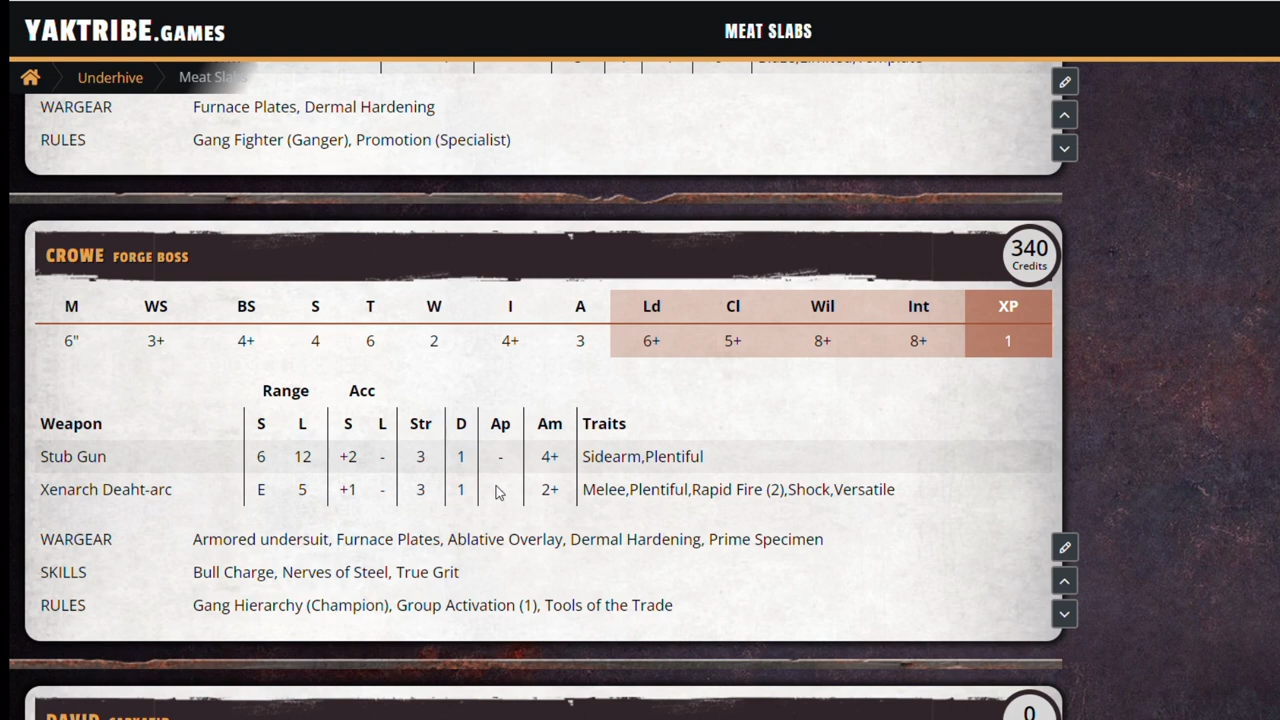 YAKTRIBE.GAMES
MEAT SLABS
Underhive Meat Slabs
WARGEAR Furnace Plates, Dermal Hardening
RULES Gang Fighter (Ganger), Promotion (Specialist)
CROWE FORGE BOSS 340
Credits
M WS BS S T W I A Ld Cl Wil Int XP
6" 3+ 4+ 4 6 2 4+ 3 6+ 5+ 8+ 8+ 1
Range Acc
Weapon S L S L Str D Ap Am Traits
Stub Gun 6 12 +2 - 3 1 - 4+ Sidearm,Plentiful
Xenarch Deaht-arc E 5 +1 - 3 1 2+ Melee,Plentiful,Rapid Fire (2),Shock,Versatile
WARGEAR Armored undersuit, Furnace Plates, Ablative Overlay, Dermal Hardening, Prime Specimen
SKILLS Bull Charge, Nerves of Steel, True Grit
RULES Gang Hierarchy (Champion), Group Activation (1), Tools of the Trade
0